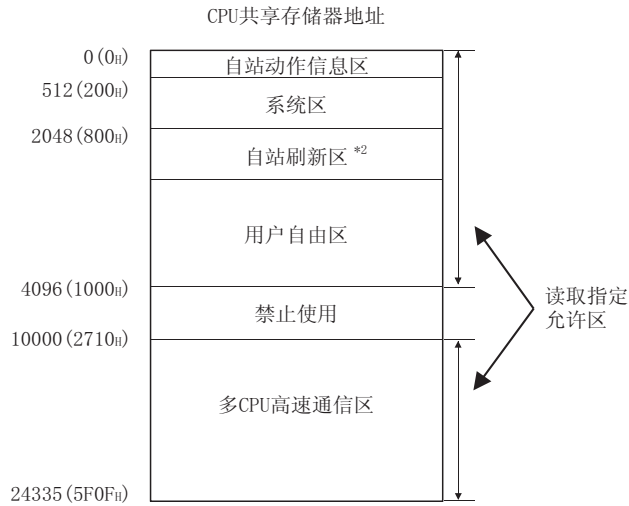 CPU共享存储器地址
0(0H)
自站动作信息区
512(200H)
系统区
2048(800H)
自站刷新区 *2
用户自由区
4096(1000H)
禁止使用
读取指定
允许区
10000(2710H)
多CPU高速通信区
24335(5F0FH)